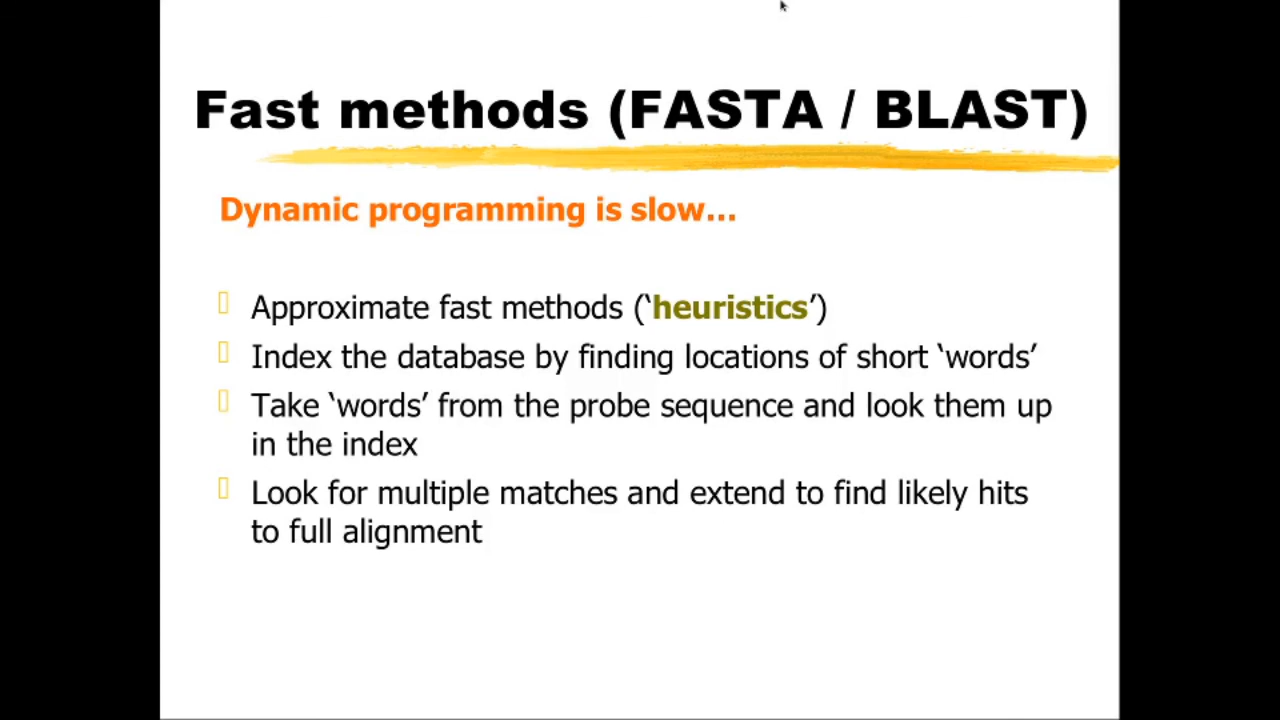 Fast methods (FASTA / BLAST)
Dynamic programming is slow…
Approximate fast methods (‘heuristics’)
Index the database by finding locations of short ‘words’
Take ‘words’ from the probe sequence and look them up
in the index
Look for multiple matches and extend to find likely hits
to full alignment